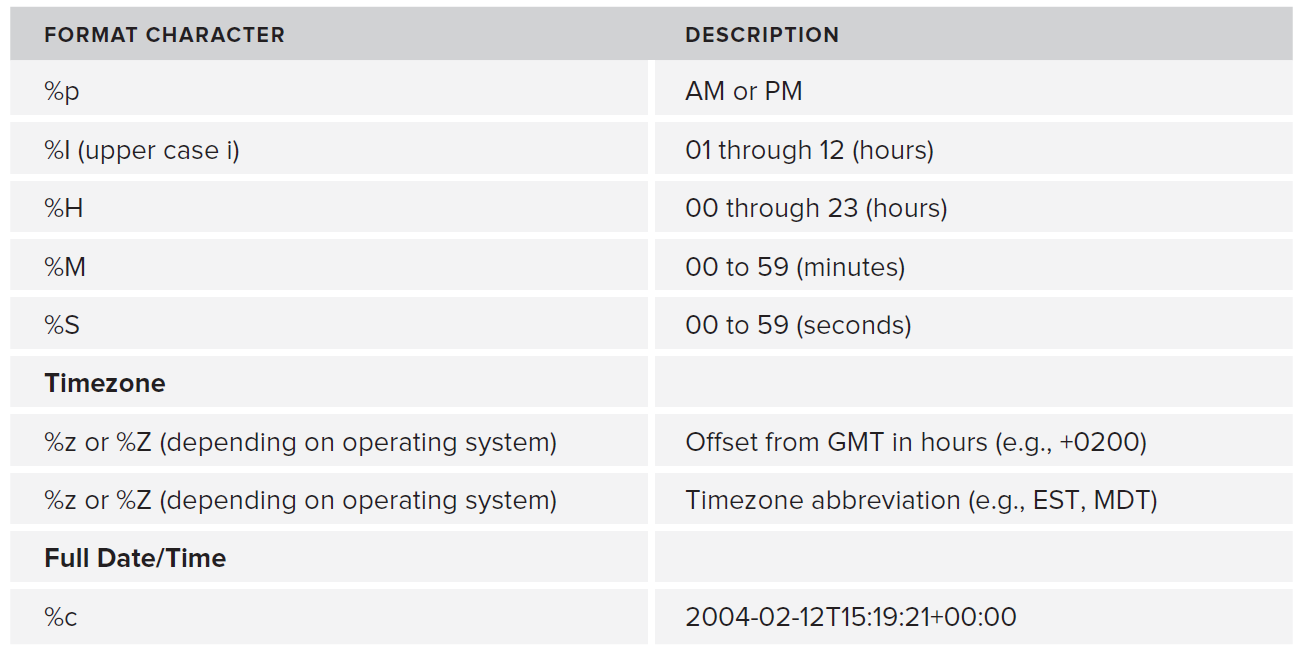 FORMAT CHARACTER DESCRIPTION
%p AM or PM
%I (upper case i) 01 through 12 (hours)
%H 00 through 23 (hours)
%M 00 to 59 (minutes)
%S 00 to 59 (seconds)
Timezone
%z or %Z (depending on operating system) Offset from GMT in hours (e.g., +0200)
%z or %Z (depending on operating system) Timezone abbreviation (e.g., EST, MDT)
Full Date/Time
%c 2004-02-12T15:19:21+00:00